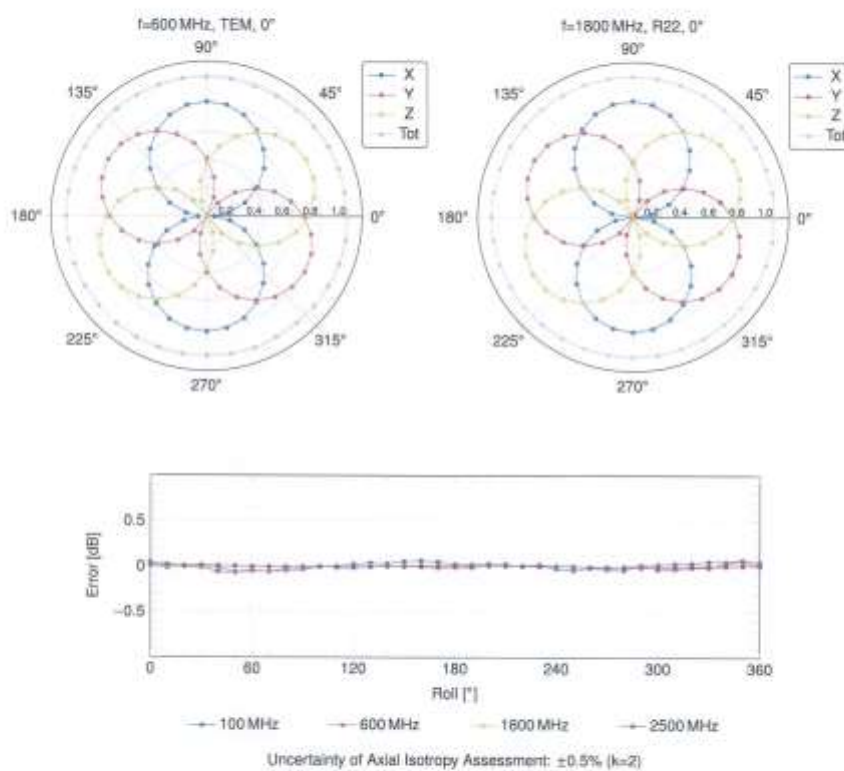 f=600 MHz, TEM, 0°
90°
135°
45°
180°
0.2 0.4 0.6 0.8 1.0
0°
225°
315°
270°
X
Y
Z
Tot
f=1800 MHz, R22, 0°
90°
135°
45°
180°
0.2 0.4 0.6 0.8 1.0
0°
225°
315°
270°
X
Y
Z
Tot
Error [dB]
0.5
0
−0.5
0 60 120 180 240 300 360
Roll [°]
100 MHz 600 MHz 1800 MHz 2500 MHz
Uncertainty of Axial Isotropy Assessment: ±0.5% (k=2)